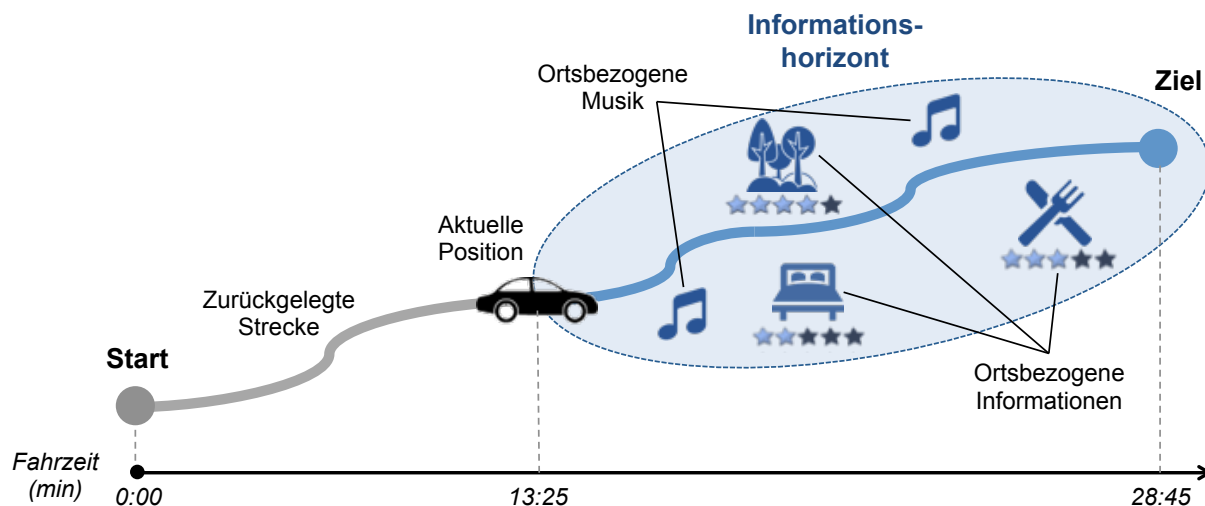 Informations-
horizont
Ortsbezogene
Musik
Ziel
Aktuelle
Position
Zurückgelegte
Strecke
Start
Ortsbezogene
Informationen
Fahrzeit
(min)
0:00
13:25
28:45